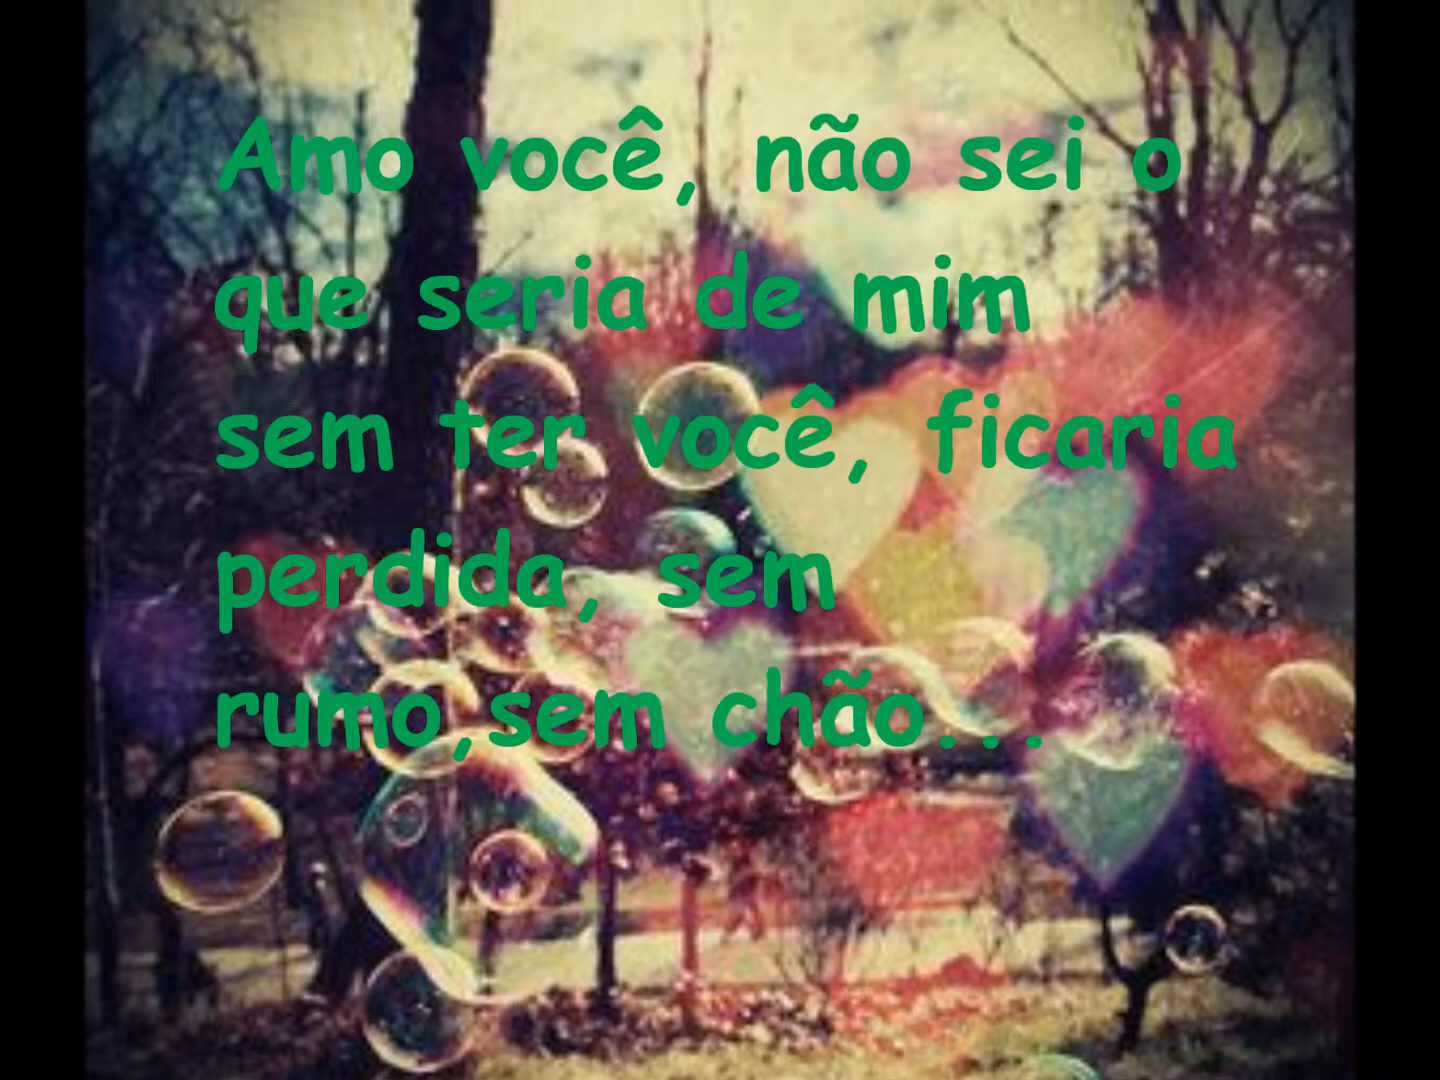 Amo você, não sei o
que seria de mim
sem ter você, ficaria
perdida, sem
rumo,sem chão...